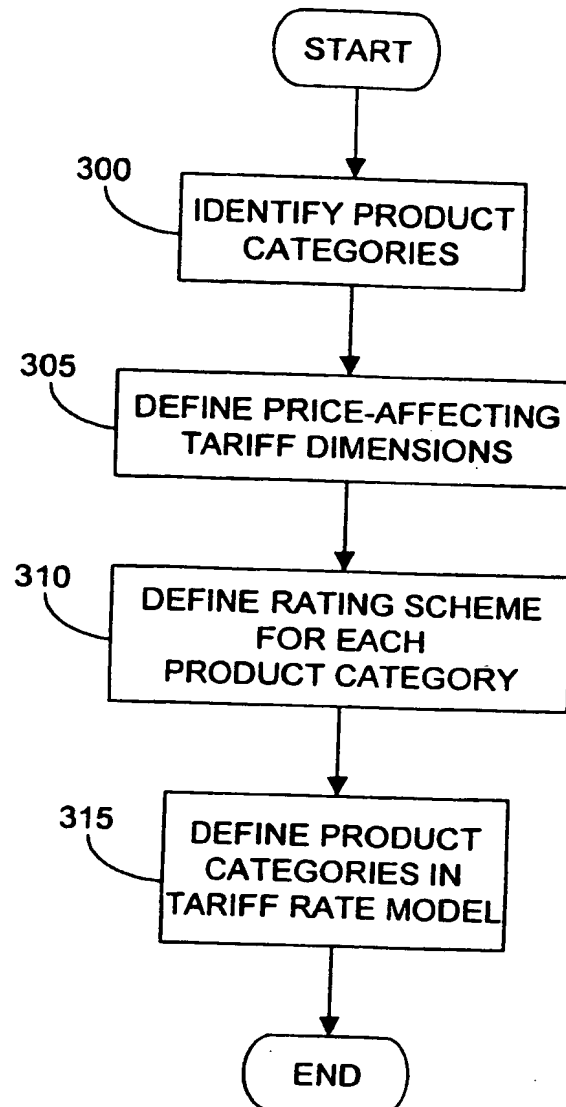 START
300
IDENTIFY PRODUCT
CATEGORIES
305
DEFINE PRICE-AFFECTING
TARIFF DIMENSIONS
310
DEFINE RATING SCHEME
FOR EACH
PRODUCT CATEGORY
315
DEFINE PRODUCT
CATEGORIES IN
TARIFF RATE MODEL
END